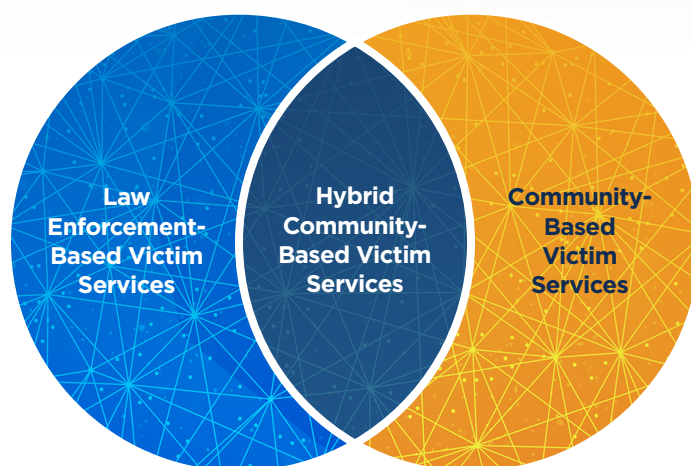 Law
Enforcement-
Based Victim
Services
Hybrid
Community-
Based Victim
Services
Community-
Based
Victim
Services